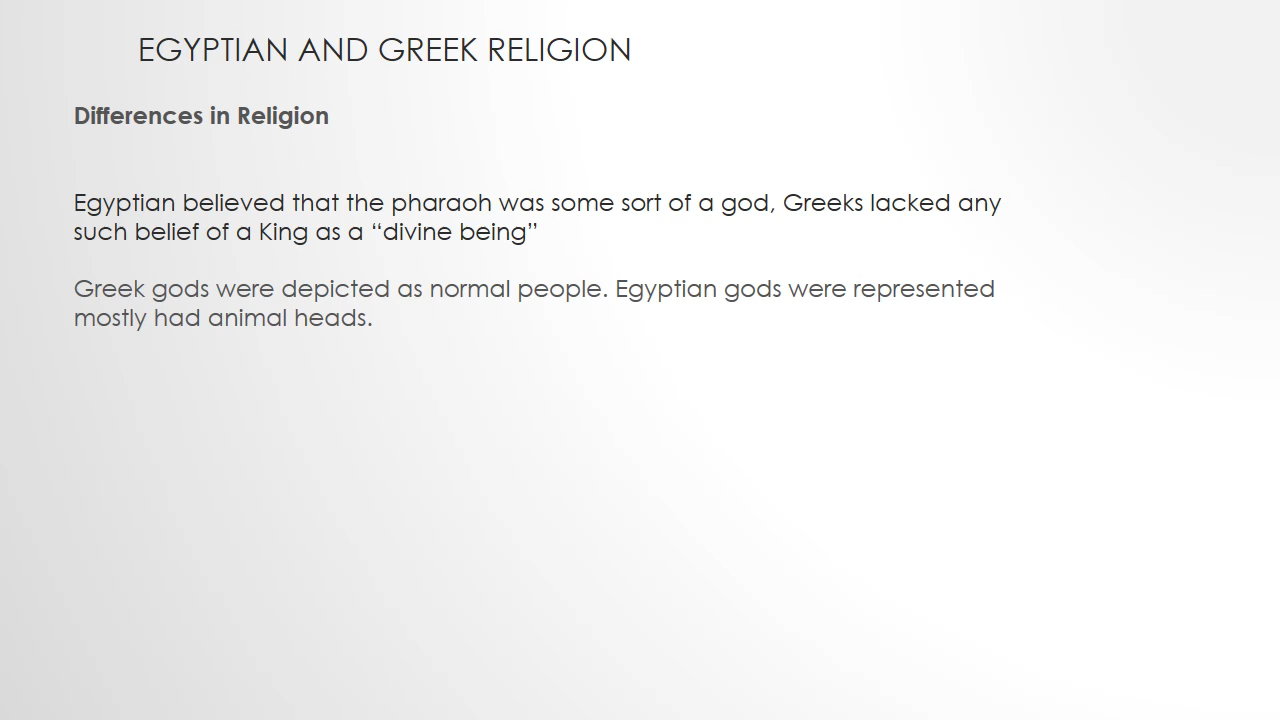 EGYPTIAN AND GREEK RELIGION
Differences in Religion
Egyptian believed that the pharaoh was some sort of a god, Greeks lacked any
such belief of a King as a “divine being”
Greek gods were depicted as normal people. Egyptian gods were represented
mostly had animal heads.